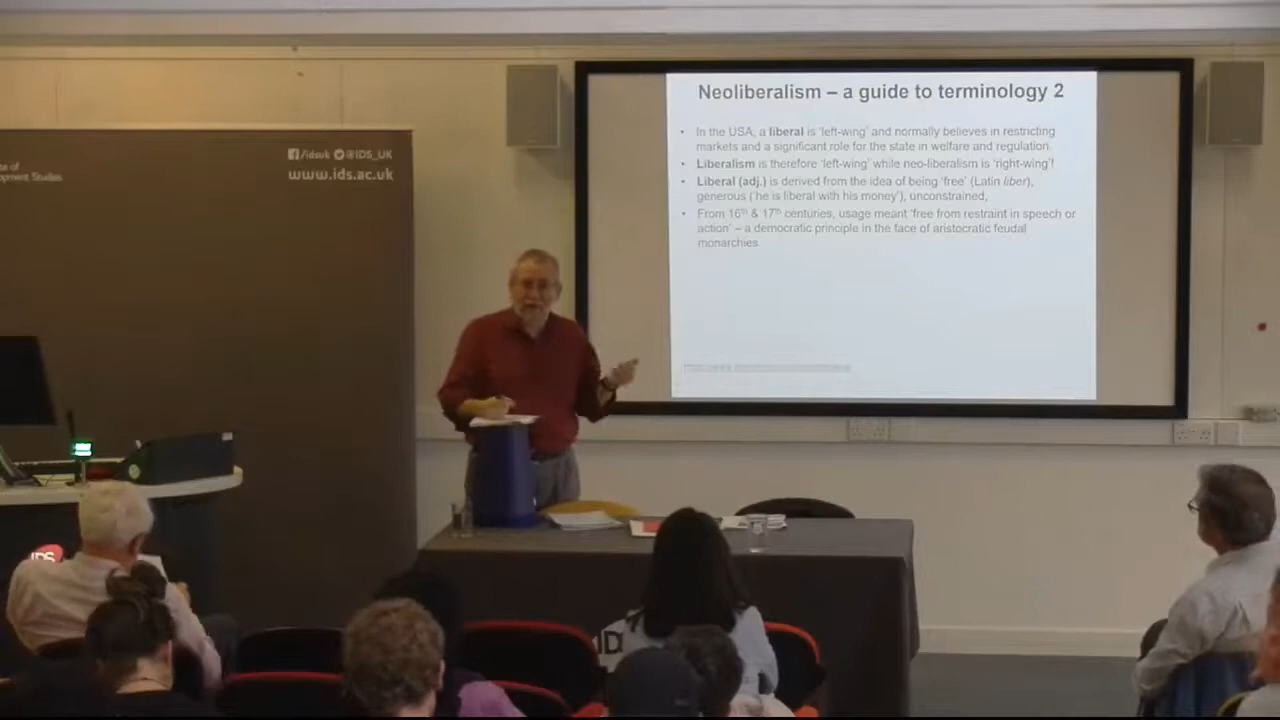 Neoliberalism – a guide to terminology 2
• In the USA, a liberal is ‘left-wing’ and normally believes in restricting
markets and a significant role for the state in welfare and regulation.
• Liberalism is therefore ‘left-wing’ while neo-liberalism is ‘right-wing’!
• Liberal (adj.) is derived from the idea of being ‘free’ (Latin liber),
generous (‘he is liberal with his money’), unconstrained,
• From 16th & 17th centuries, usage meant ‘free from restraint in speech or
action’ – a democratic principle in the face of aristocratic feudal
monarchies
/idsuk @IDS_UK
www.ids.ac.uk
te of
opment Studies
IDS
ID